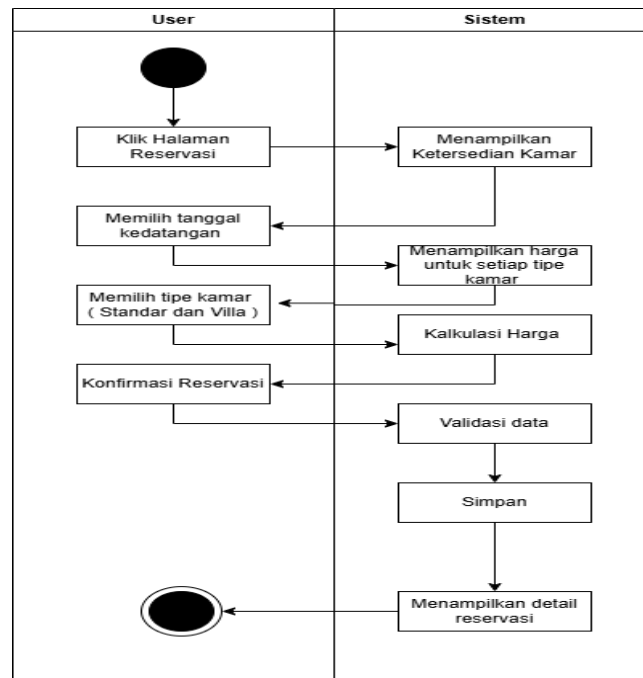 User
Sistem
Klik Halaman
Reservasi
Menampilkan
Ketersedian Kamar
Memilih tanggal
kedatangan
Menampilkan harga
untuk setiap tipe
kamar
Memilih tipe kamar
( Standar dan Villa )
Kalkulasi Harga
Konfirmasi Reservasi
Validasi data
Simpan
Menampilkan detail
reservasi